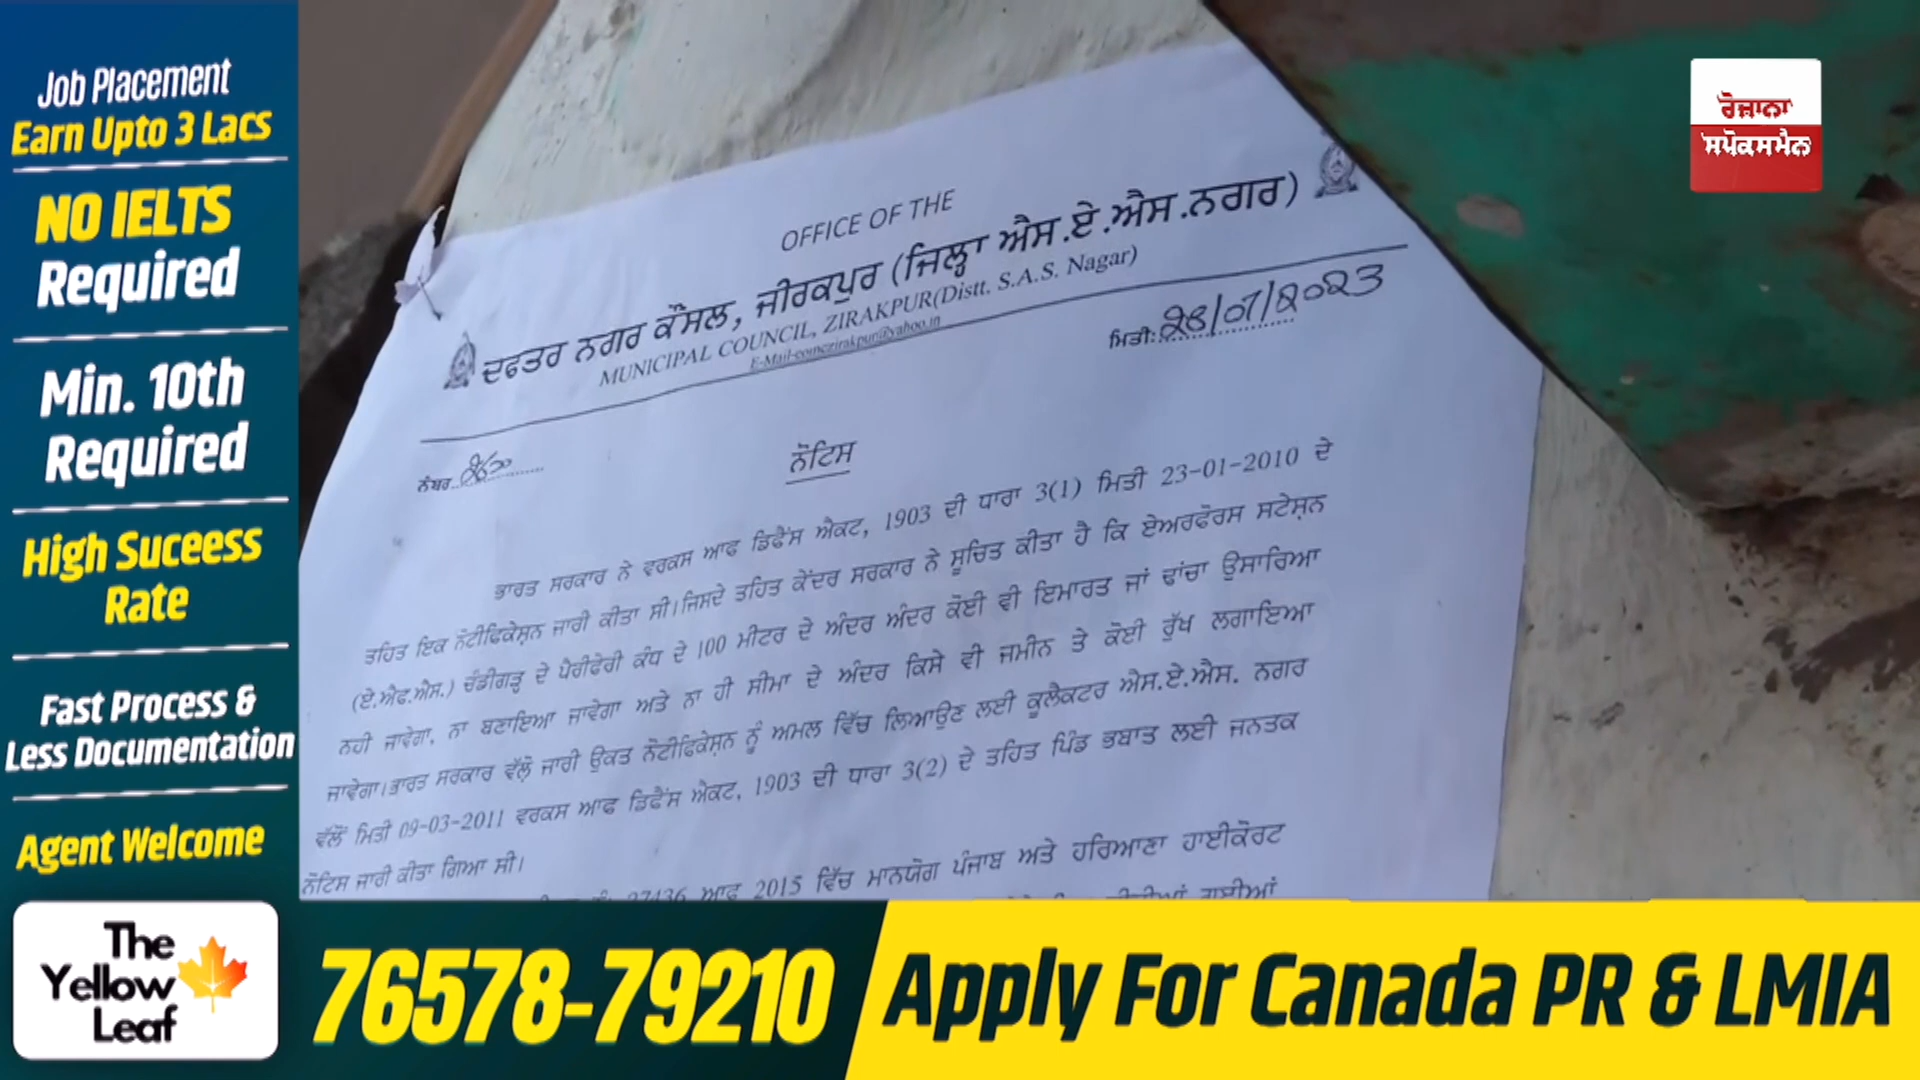 Job Placement
Earn Upto 3 Lacs
NO IELTS
Required
Min. 10th
Required
High Suceess
Rate
Fast Process &
Less Documentation
Agent Welcome
The
Yellow
Leaf
76578-79210
Apply For Canada PR & LMIA
ਰੋਜ਼ਾਨਾ
ਸਪੋਕਸਮੈਨ
OFFICE OF THE
ਦਫਤਰ ਨਗਰ ਕੌਂਸਲ, ਜੀਰਕਪੁਰ (ਜਿਲ੍ਹਾ ਐਸ.ਏ.ਐਸ.ਨਗਰ)
MUNICIPAL COUNCIL, ZIRAKPUR(Distt. S.A.S. Nagar)
E-Mail-eomczirakpur@yahoo.in
ਮਿਤੀ:
ਨੰਬਰ
ਨੋਟਿਸ
ਭਾਰਤ ਸਰਕਾਰ ਨੇ ਵਰਕਸ ਆਫ ਡਿਫੈਂਸ ਐਕਟ, 1903 ਦੀ ਧਾਰਾ 3(1) ਮਿਤੀ 23-01-2010 ਦੇ
ਤਹਿਤ ਇਕ ਨੋਟੀਫਿਕੇਸ਼ਨ ਜਾਰੀ ਕੀਤਾ ਸੀ।ਜਿਸਦੇ ਤਹਿਤ ਕੇਂਦਰ ਸਰਕਾਰ ਨੇ ਸੂਚਿਤ ਕੀਤਾ ਹੈ ਕਿ ਏਅਰਫੋਰਸ ਸਟੇਸ਼ਨ
(ਏ.ਐਫ.ਐਸ.) ਚੰਡੀਗੜ੍ਹ ਦੇ ਪੈਰੀਫੇਰੀ ਕੰਧ ਦੇ 100 ਮੀਟਰ ਦੇ ਅੰਦਰ ਅੰਦਰ ਕੋਈ ਵੀ ਇਮਾਰਤ ਜਾਂ ਢਾਂਚਾ ਉਸਾਰਿਆ
ਨਹੀ ਜਾਵੇਗਾ, ਨਾ ਬਣਾਇਆ ਜਾਵੇਗਾ ਅਤੇ ਨਾ ਹੀ ਸੀਮਾ ਦੇ ਅੰਦਰ ਕਿਸੇ ਵੀ ਜਮੀਨ ਤੇ ਕੋਈ ਰੁੱਖ ਲਗਾਇਆ
ਜਾਵੇਗਾ।ਭਾਰਤ ਸਰਕਾਰ ਵੱਲ੍ਹੋ ਜਾਰੀ ਉਕਤ ਨੋਟੀਫਿਕੇਸ਼ਨ ਨੂੰ ਅਮਲ ਵਿੱਚ ਲਿਆਉਣ ਲਈ ਕੂਲੈਕਟਰ ਐਸ.ਏ.ਐਸ. ਨਗਰ
ਵੱਲੋਂ ਮਿਤੀ 09-03-2011 ਵਰਕਸ ਆਫ ਡਿਫੈਂਸ ਐਕਟ, 1903 ਦੀ ਧਾਰਾ 3(2) ਦੇ ਤਹਿਤ ਪਿੰਡ ਭਬਾਤ ਲਈ ਜਨਤਕ
ਨੋਟਿਸ ਜਾਰੀ ਕੀਤਾ ਗਿਆ ਸੀ।
ਆਫ 2015 ਵਿੱਚ ਮਾਨਯੋਗ ਪੰਜਾਬ ਅਤੇ ਹਰਿਆਣਾ ਹਾਈਕੋਰਟ